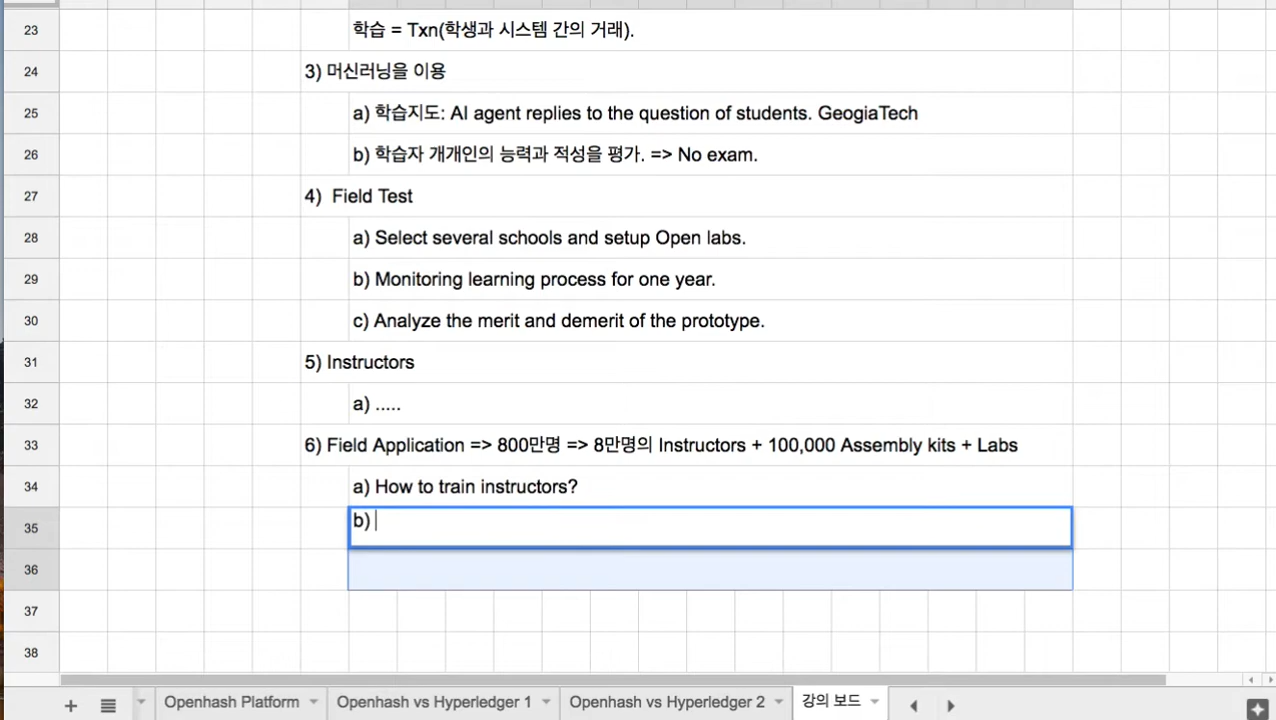 23
학습 = Txn(학생과 시스템 간의 거래).
24
3) 머신러닝을 이용
25
a) 학습지도: AI agent replies to the question of students. GeogiaTech
26
b) 학습자 개개인의 능력과 적성을 평가. => No exam.
27
4)  Field Test
28
a) Select several schools and setup Open labs.
29
b) Monitoring learning process for one year.
30
c) Analyze the merit and demerit of the prototype.
31
5) Instructors
32
a) .....
33
6) Field Application => 800만명 => 8만명의 Instructors + 100,000 Assembly kits + Labs
34
a) How to train instructors?
35
b)
36
37
38
Openhash Platform
Openhash vs Hyperledger 1
Openhash vs Hyperledger 2
강의 보드